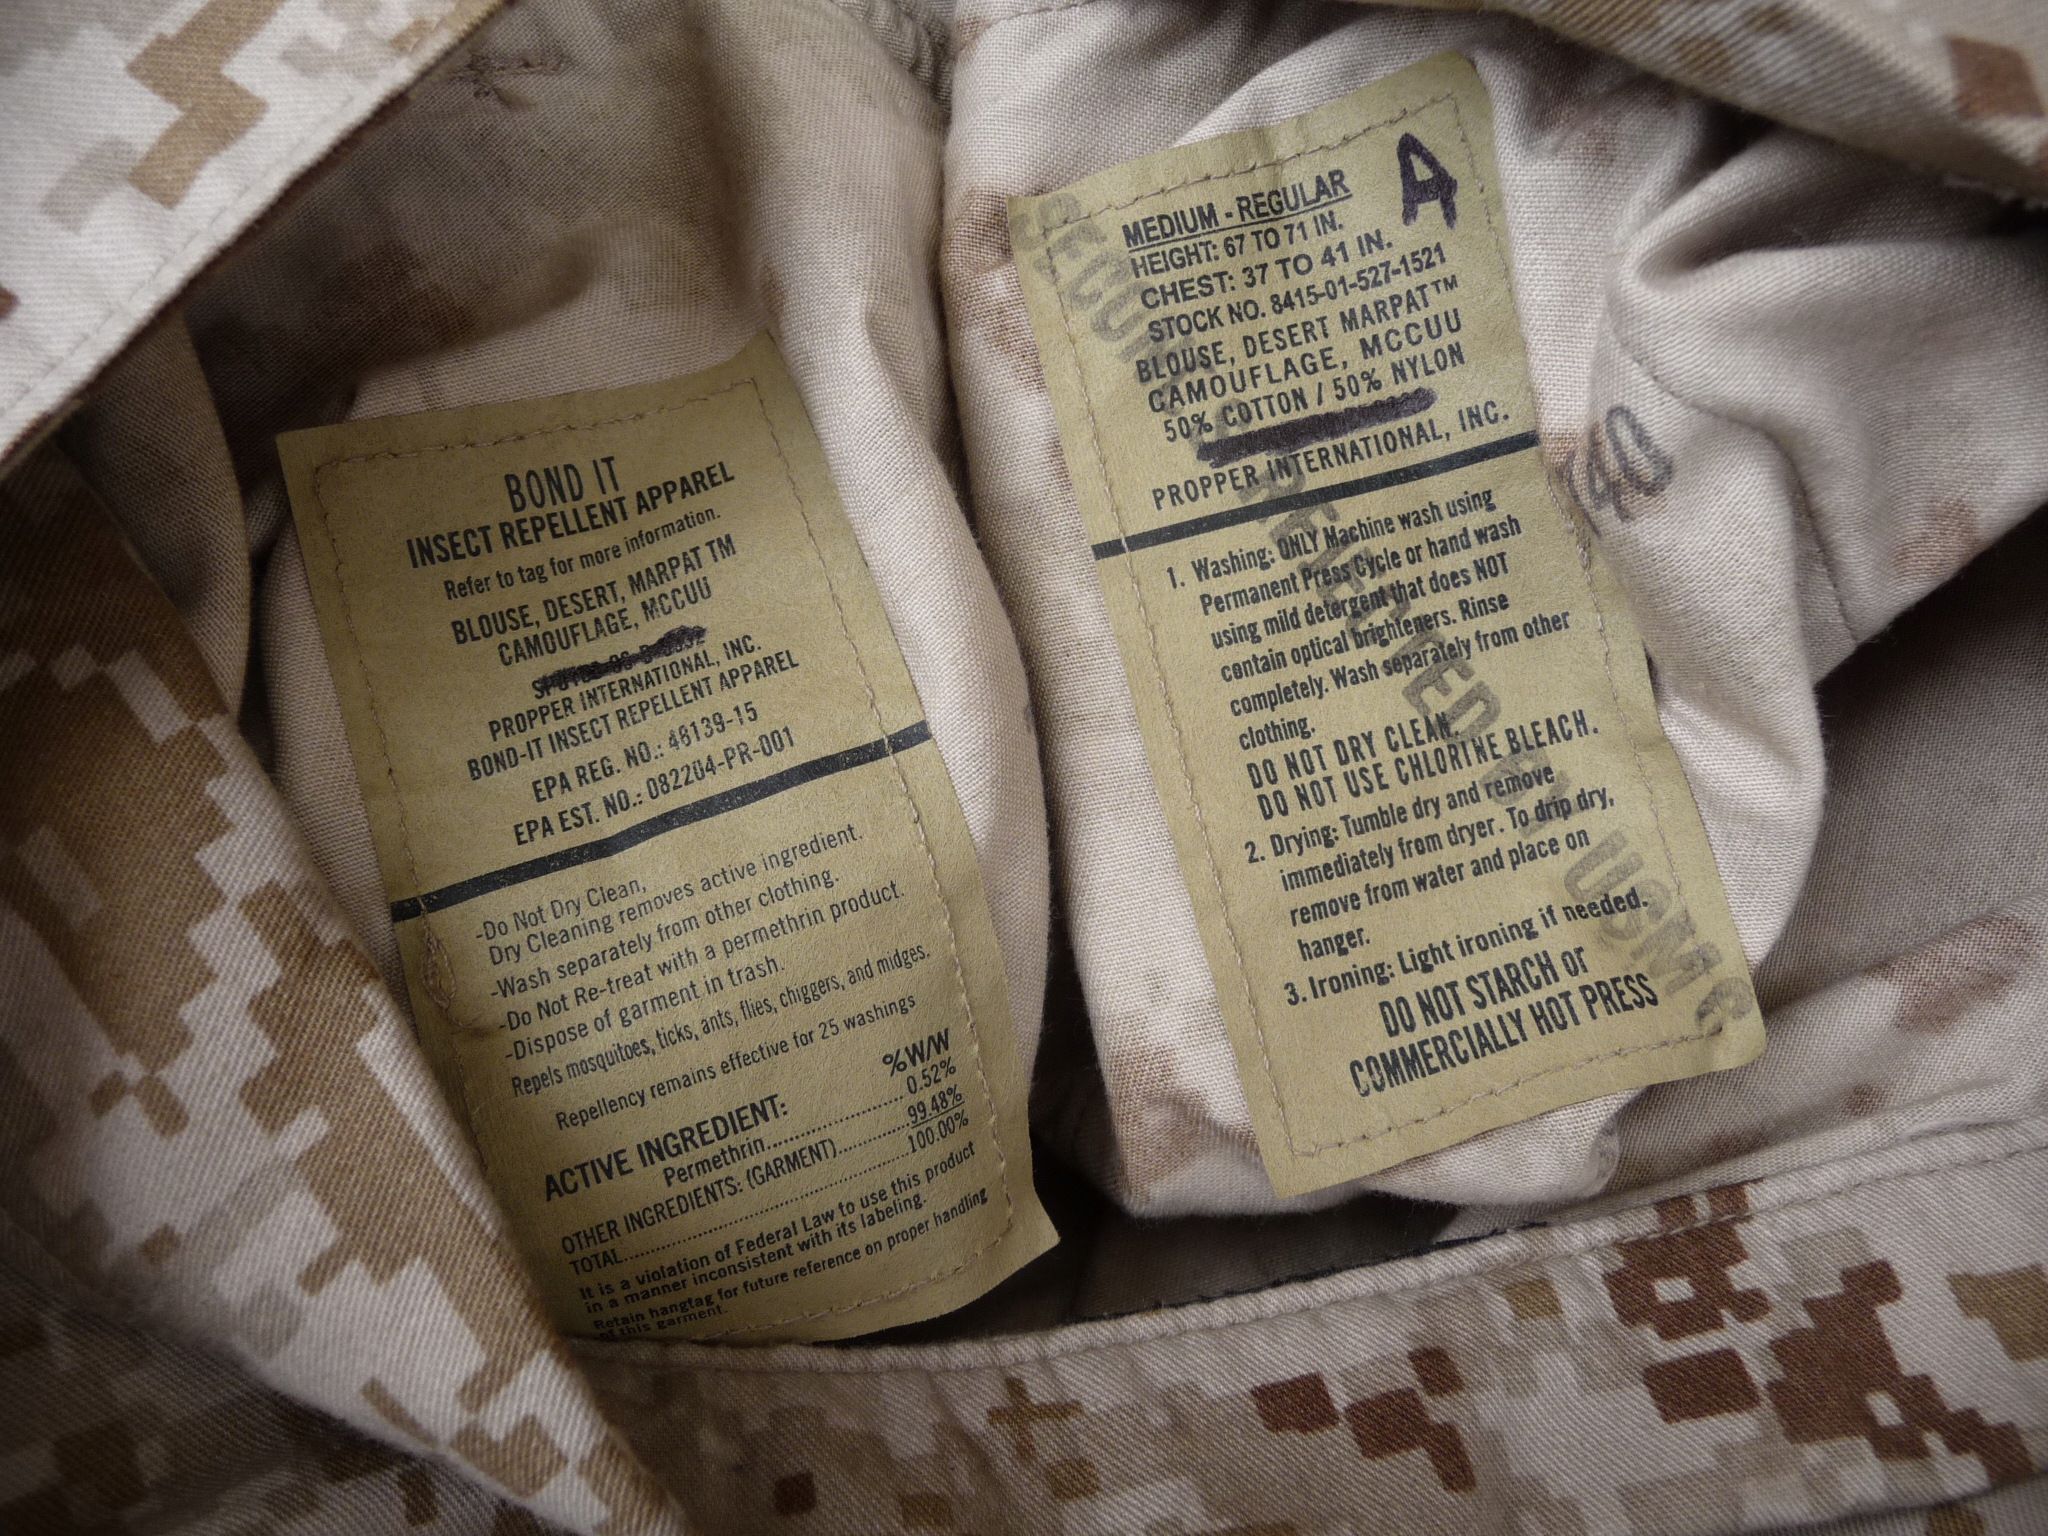 BOND IT
INSECT REPELLENT APPAREL
Refer to tag for more information.
BLOUSE, DESERT, MARPAT TM
CAMOUFLAGE, MCCUU
PROPPER INTERNATIONAL, INC.
BOND-IT INSECT REPELLENT APPAREL
EPA REG. NO.: 46139-15
EPA EST. NO.: 082204-PR-001
-Do Not Dry Clean,
Dry Cleaning removes active ingredient.
-Wash separately from other clothing.
-Do Not Re-treat with a permethrin product.
-Dispose of garment in trash.
Repels mosquitoes, ticks, ants, flies, chiggers, and midges.
Repellency remains effective for 25 washings
%W/W
ACTIVE INGREDIENT:
Permethrin..............................0.52%
OTHER INGREDIENTS: (GARMENT)...........99.48%
TOTAL..............................................100.00%
It is a violation of Federal Law to use this product
in a manner inconsistent with its labeling.
Retain hangtag for future reference on proper handling
of this garment.
A
MEDIUM - REGULAR
HEIGHT: 67 TO 71 IN.
CHEST: 37 TO 41 IN.
STOCK NO. 8415-01-527-1521
BLOUSE, DESERT MARPAT™
CAMOUFLAGE, MCCUU
50% COTTON / 50% NYLON
PROPPER INTERNATIONAL, INC.
1. Washing: ONLY Machine wash using
Permanent Press Cycle or hand wash
using mild detergent that does NOT
contain optical brighteners. Rinse
completely. Wash separately from other
clothing.
DO NOT DRY CLEAN.
DO NOT USE CHLORINE BLEACH.
2. Drying: Tumble dry and remove
immediately from dryer. To drip dry,
remove from water and place on
hanger.
3. Ironing: Light ironing if needed.
DO NOT STARCH or
COMMERCIALLY HOT PRESS
REJECTED BY USMC